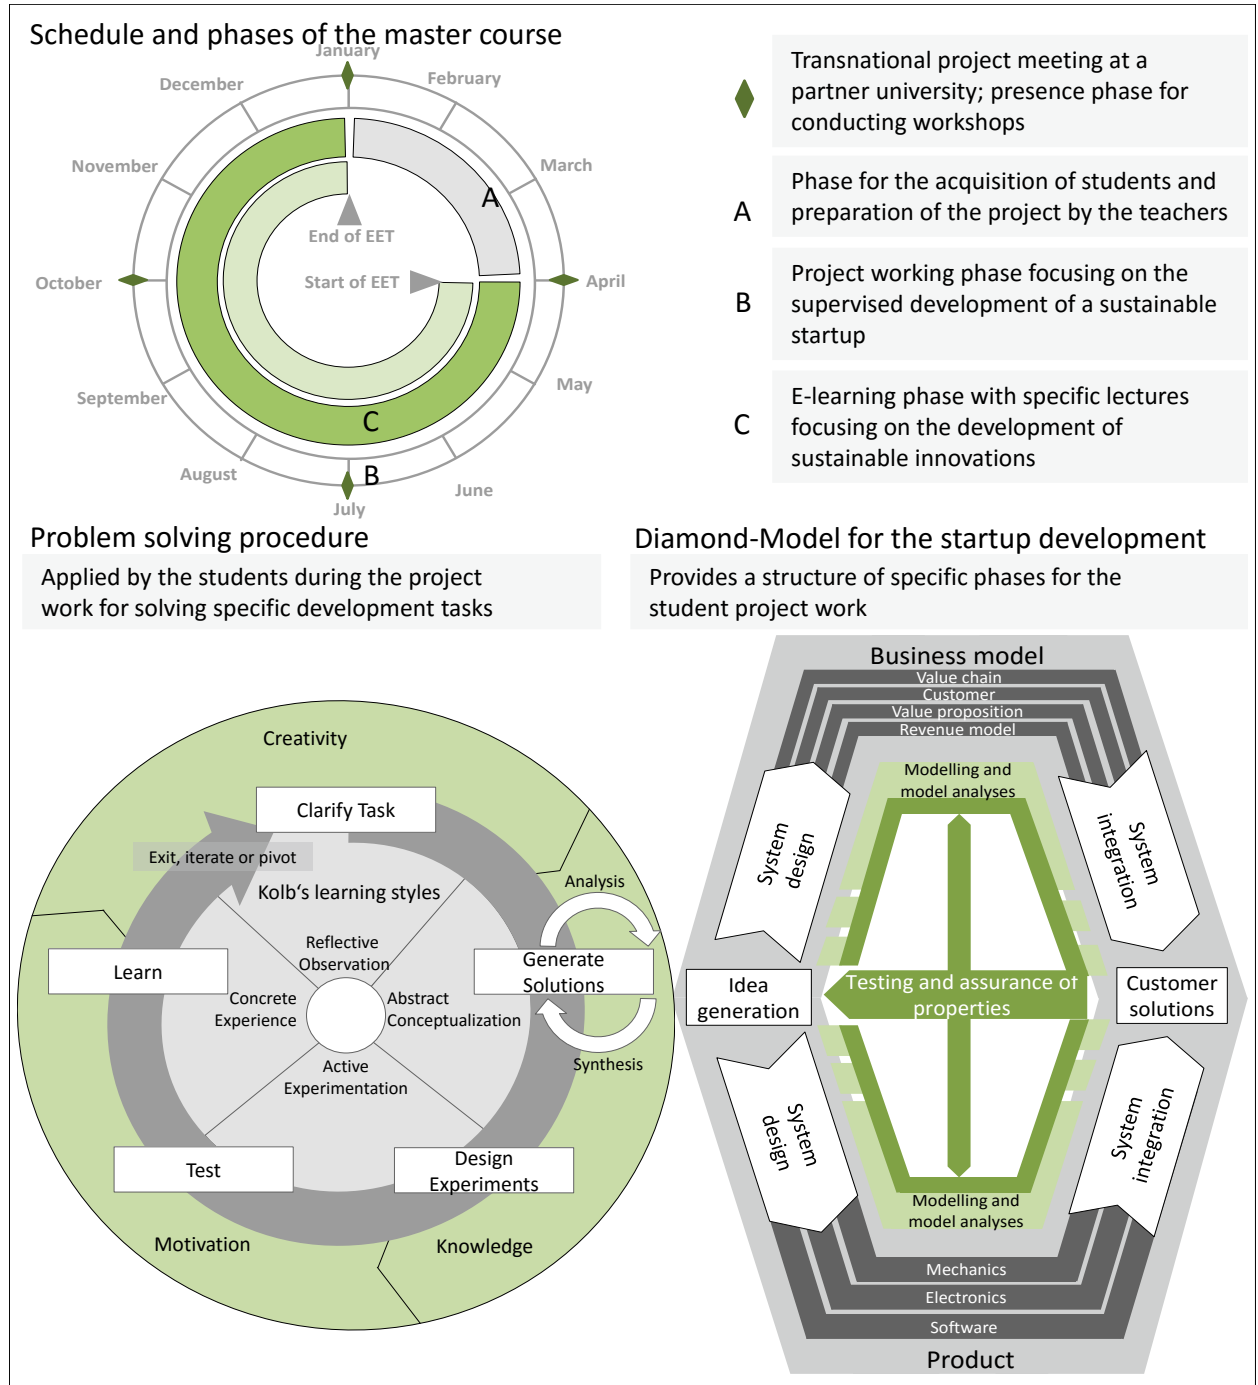 Schedule and phases of the master course
January
February
March
April
May
June
July
August
September
October
November
December
A
End of EET
Start of EET
C
B
Transnational project meeting at a
partner university; presence phase for
conducting workshops
A
Phase for the acquisition of students and
preparation of the project by the teachers
B
Project working phase focusing on the
supervised development of a sustainable
startup
C
E-learning phase with specific lectures
focusing on the development of
sustainable innovations
Problem solving procedure
Applied by the students during the project
work for solving specific development tasks
Creativity
Clarify Task
Exit, iterate or pivot
Kolb‘s learning styles
Analysis
Reflective
Observation
Learn
Generate
Solutions
Concrete
Experience
Abstract
Conceptualization
Active
Experimentation
Synthesis
Test
Design
Experiments
Motivation
Knowledge
Diamond-Model for the startup development
Provides a structure of specific phases for the
student project work
Business model
Value chain
Customer
Value proposition
Revenue model
Modelling and
model analyses
System
design
System
integration
Idea
generation
Testing and assurance of
properties
Customer
solutions
System
design
System
integration
Modelling and
model analyses
Mechanics
Electronics
Software
Product